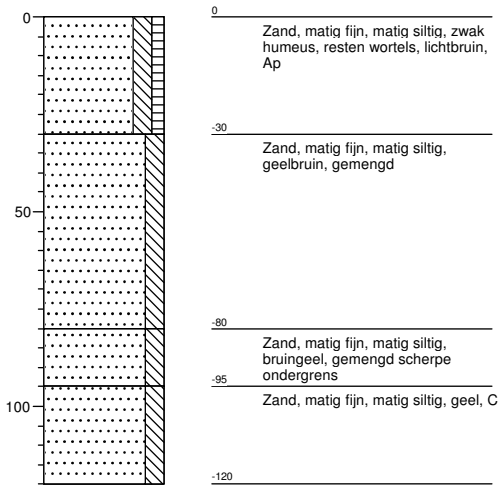 0
0
Zand, matig fijn, matig siltig, zwak
humeus, resten wortels, lichtbruin,
Ap
-30
Zand, matig fijn, matig siltig,
geelbruin, gemengd
50
-80
Zand, matig fijn, matig siltig,
bruingeel, gemengd scherpe
ondergrens
-95
Zand, matig fijn, matig siltig, geel, C
100
-120